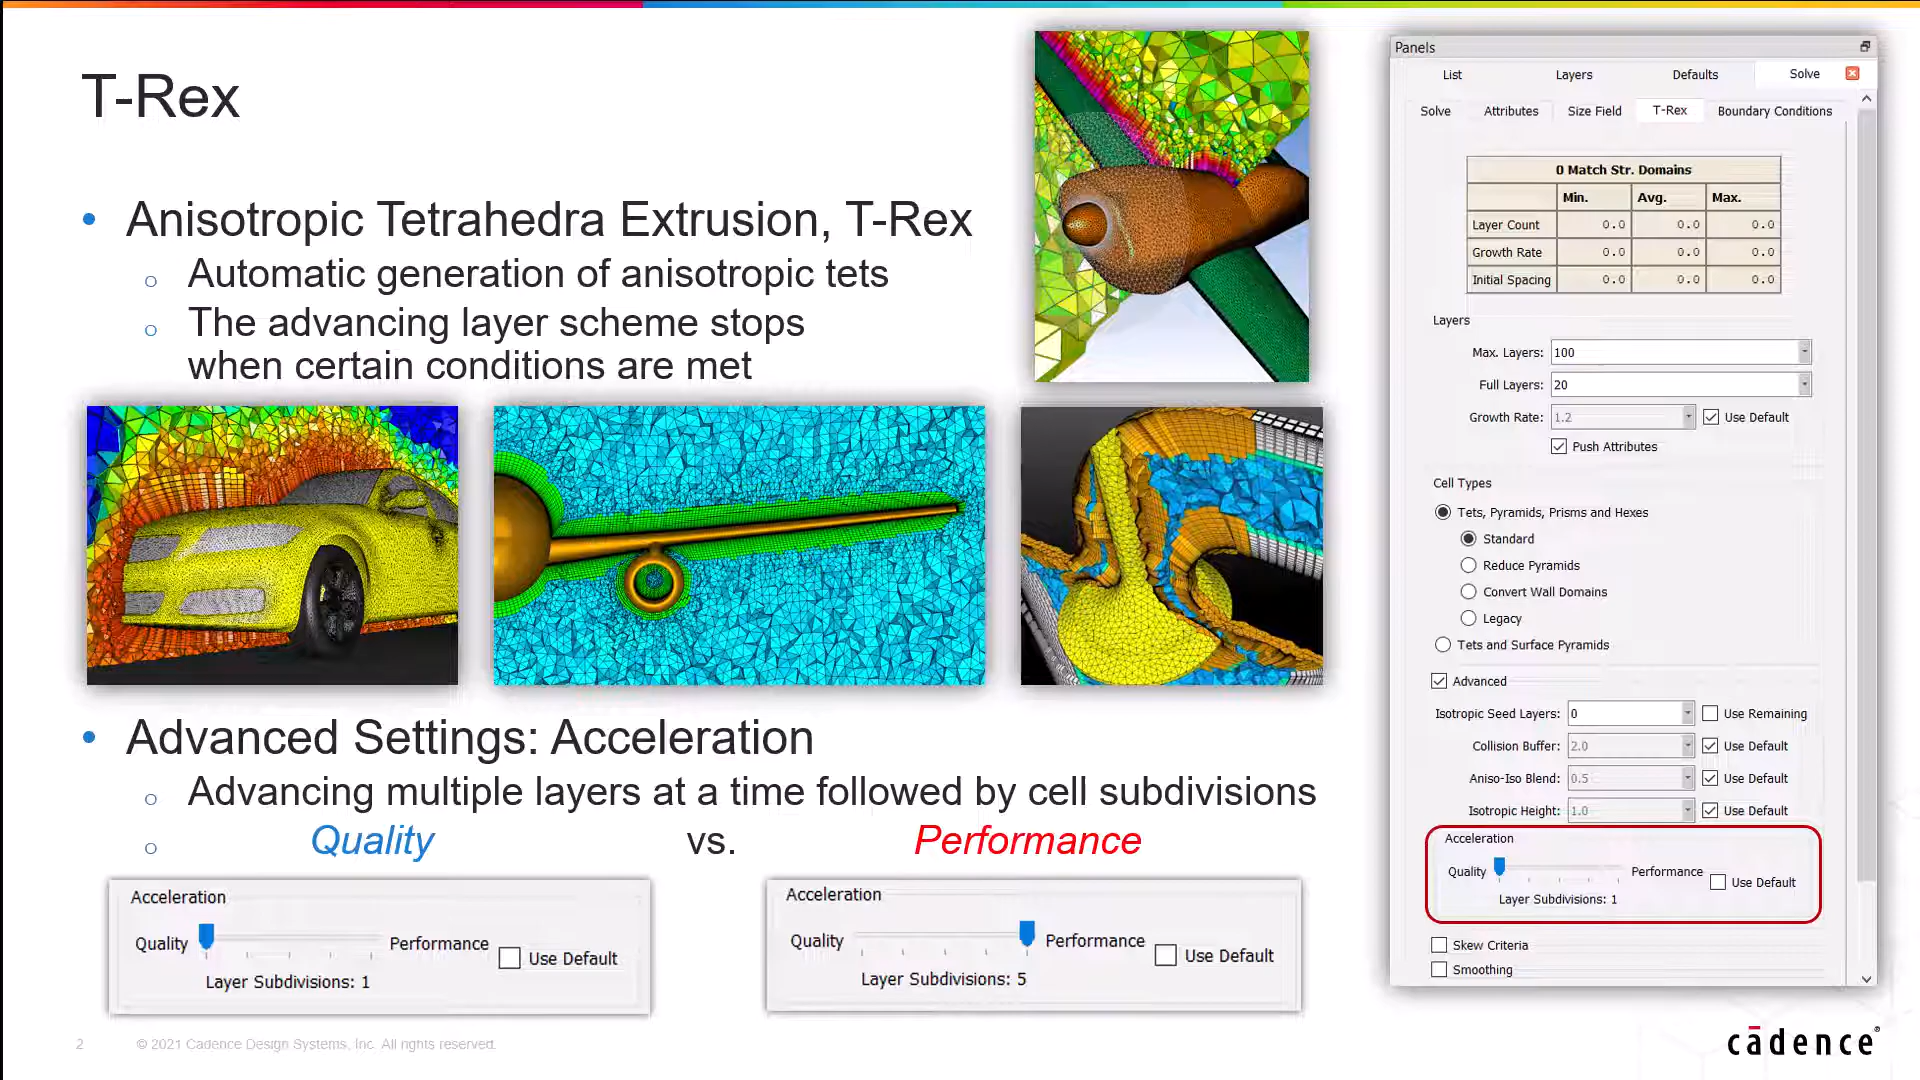 T-Rex
• Anisotropic Tetrahedra Extrusion, T-Rex
o Automatic generation of anisotropic tets
o The advancing layer scheme stops
when certain conditions are met
• Advanced Settings: Acceleration
o Advancing multiple layers at a time followed by cell subdivisions
o Quality vs. Performance
Acceleration
Quality Performance Use Default
Layer Subdivisions: 1
Acceleration
Quality Performance Use Default
Layer Subdivisions: 5
2 © 2021 Cadence Design Systems, Inc. All rights reserved.
Panels
List Layers Defaults Solve
Solve Attributes Size Field T-Rex Boundary Conditions
0 Match Str. Domains
Min. Avg. Max.
Layer Count 0.0 0.0 0.0
Growth Rate 0.0 0.0 0.0
Initial Spacing 0.0 0.0 0.0
Layers
Max. Layers: 100
Full Layers: 20
Growth Rate: 1.2 Use Default
Push Attributes
Cell Types
Tets, Pyramids, Prisms and Hexes
Standard
Reduce Pyramids
Convert Wall Domains
Legacy
Tets and Surface Pyramids
Advanced
Isotropic Seed Layers: 0 Use Remaining
Collision Buffer: 2.0 Use Default
Aniso-Iso Blend: 0.5 Use Default
Isotropic Height: 1.0 Use Default
Acceleration
Quality Performance Use Default
Layer Subdivisions: 1
Skew Criteria
Smoothing
cādence®